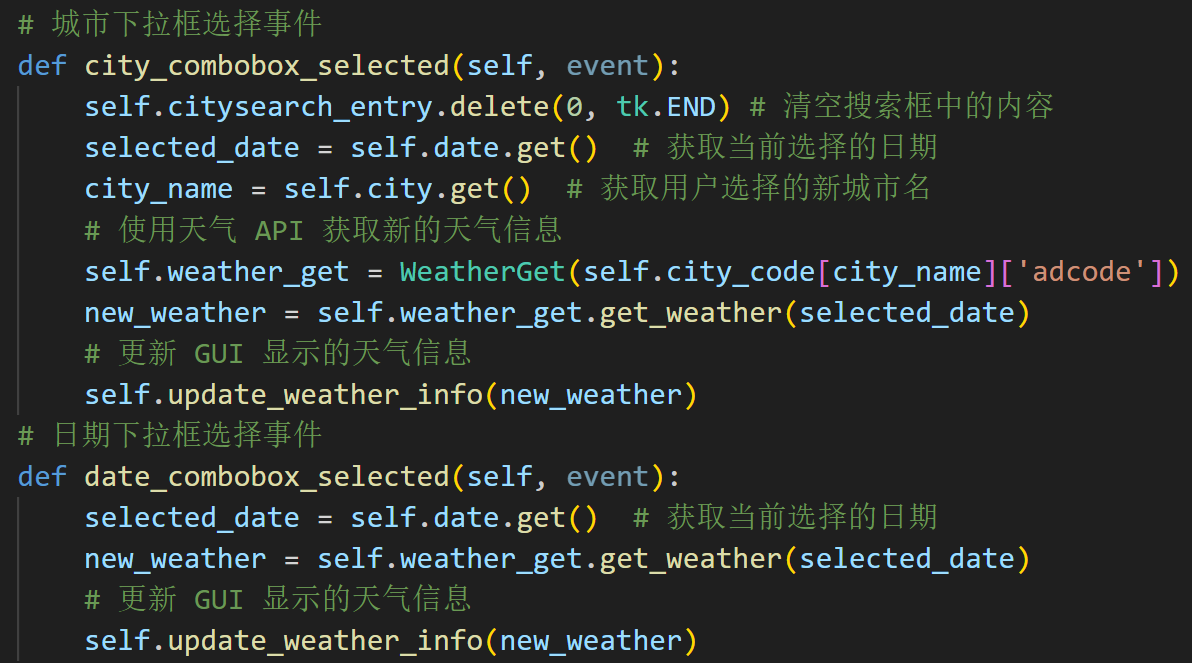 # 城市下拉框选择事件
def city_combobox_selected(self, event):
    self.citysearch_entry.delete(0, tk.END) # 清空搜索框中的内容
    selected_date = self.date.get()  # 获取当前选择的日期
    city_name = self.city.get()  # 获取用户选择的新城市名
    # 使用天气 API 获取新的天气信息
    self.weather_get = WeatherGet(self.city_code[city_name]['adcode'])
    new_weather = self.weather_get.get_weather(selected_date)
    # 更新 GUI 显示的天气信息
    self.update_weather_info(new_weather)
# 日期下拉框选择事件
def date_combobox_selected(self, event):
    selected_date = self.date.get()  # 获取当前选择的日期
    new_weather = self.weather_get.get_weather(selected_date)
    # 更新 GUI 显示的天气信息
    self.update_weather_info(new_weather)